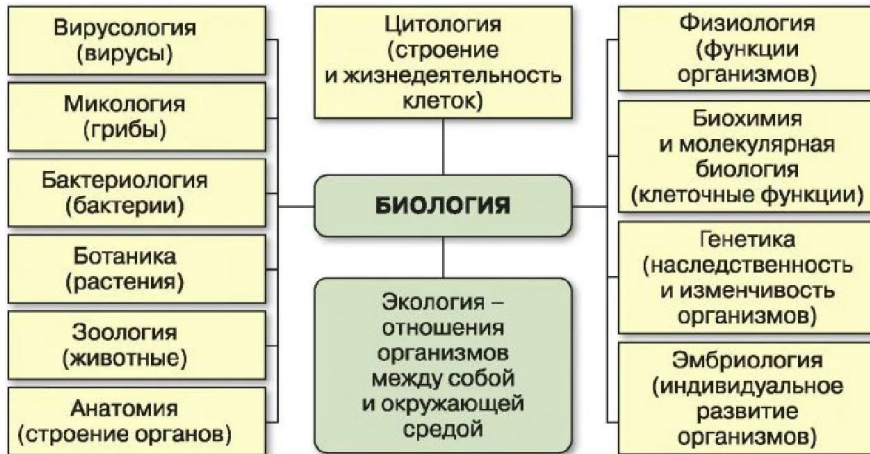 Вирусология
(вирусы)
Микология
(грибы)
Бактериология
(бактерии)
Ботаника
(растения)
Зоология
(животные)
Анатомия
(строение органов)
Цитология
(строение
и жизнедеятельность
клеток)
БИОЛОГИЯ
Экология –
отношения
организмов
между собой
и окружающей
средой
Физиология
(функции
организмов)
Биохимия
и молекулярная
биология
(клеточные функции)
Генетика
(наследственность
и изменчивость
организмов)
Эмбриология
(индивидуальное
развитие
организмов)